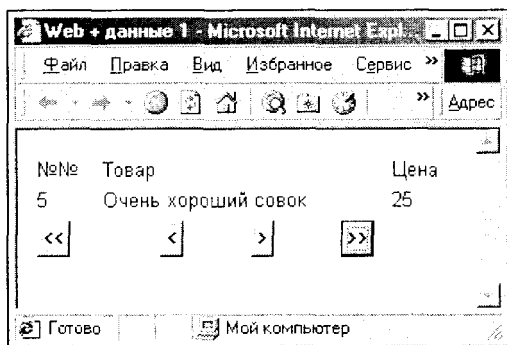 Web + данные 1 - Microsoft Internet Expl...
Файл Правка Вид Избранное Сервис »
» Адрес
№№ Товар Цена
5 Очень хороший совок 25
<< < > >>
Готово Мой компьютер